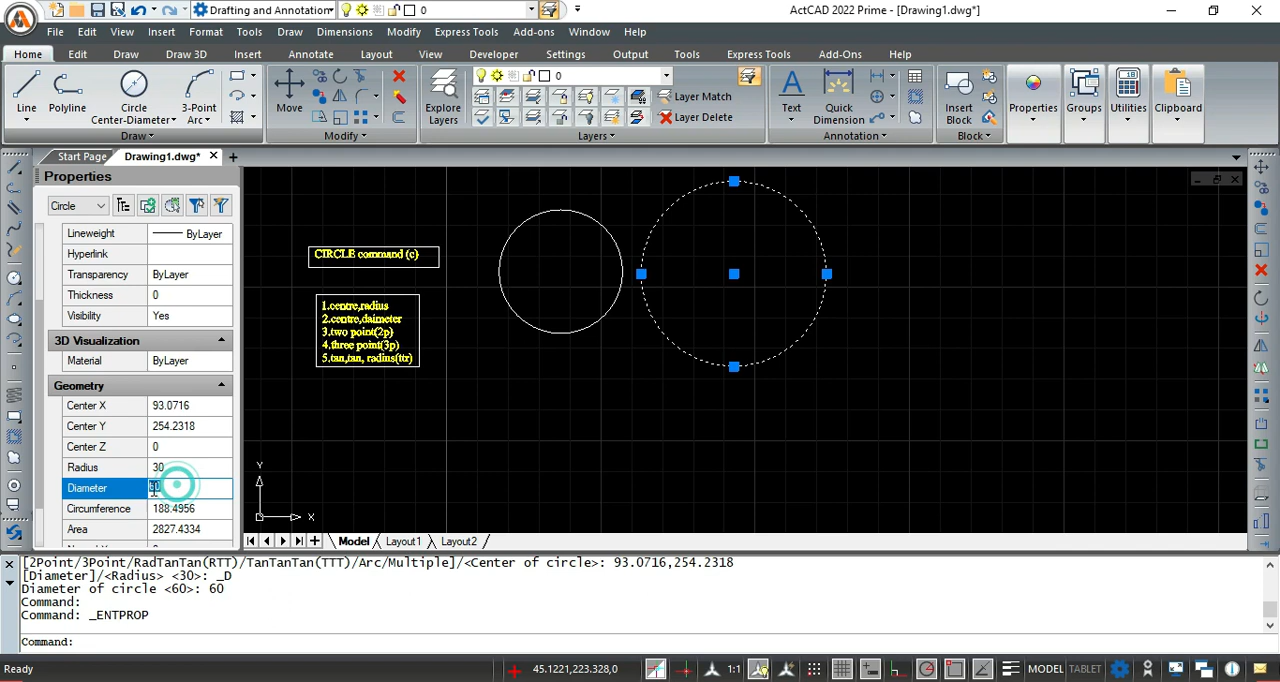 Drafting and Annotation
0
ActCAD 2022 Prime - [Drawing1.dwg*]
File Edit View Insert Format Tools Draw Dimensions Modify Express Tools Add-ons Window Help
Home Edit Draw Draw 3D Insert Annotate Layout View Developer Settings Output Tools Express Tools Add-Ons Help
Line
Polyline
Circle
Center-Diameter
3-Point
Arc
Draw
Move
Modify
Explore
Layers
0
Layer Match
Layer Delete
Layers
Text
Quick
Dimension
Annotation
Insert
Block
Block
Properties
Groups
Utilities
Clipboard
Start Page
Drawing1.dwg*
Properties
Circle
Lineweight ByLayer
Hyperlink
Transparency ByLayer
Thickness 0
Visibility Yes
3D Visualization
Material ByLayer
Geometry
Center X 93.0716
Center Y 254.2318
Center Z 0
Radius 30
Diameter 60
Circumference 188.4956
Area 2827.4334
CIRCLE command (c)
1.centre,radius
2.centre,daimeter
3.two point(2p)
4.three point(3p)
5.tan,tan, radius(ttr)
Y
X
Model Layout1 Layout2
[2Point/3Point/RadTanTan(RTT)/TanTanTan(TTT)/Arc/Multiple]/<Center of circle>: 93.0716,254.2318
[Diameter]/<Radius> <30>: _D
Diameter of circle <60>: 60
Command:
Command: _ENTPROP
Command:
Ready
45.1221,223.328,0
1:1
MODEL
TABLET